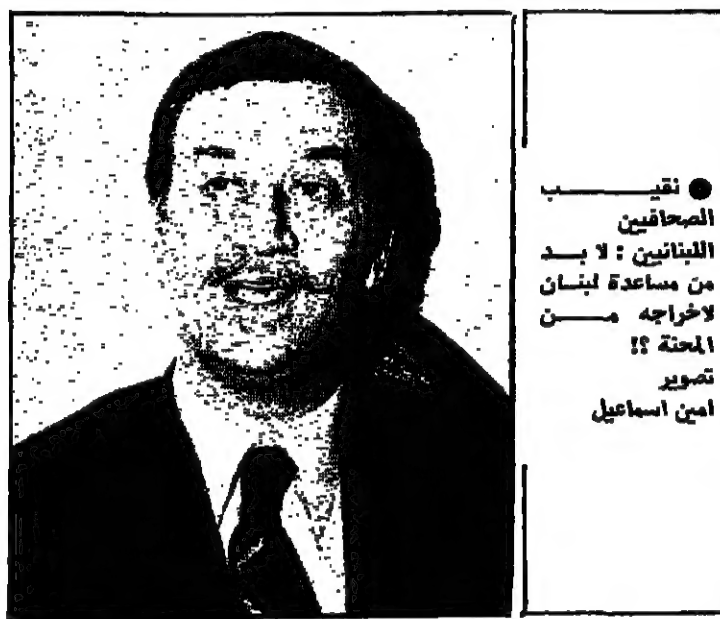 ● نقيب
الصحافيين
اللبنانيين : لا بد
من مساعدة لبنان
لاخراجه من
المحنة ؟!
تصوير
امين اسماعيل